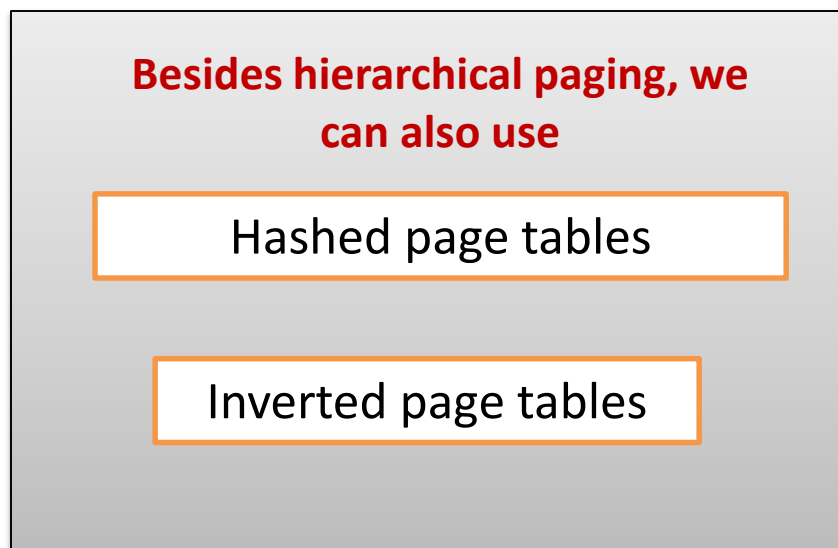 Besides hierarchical paging, we
can also use
Hashed page tables
Inverted page tables